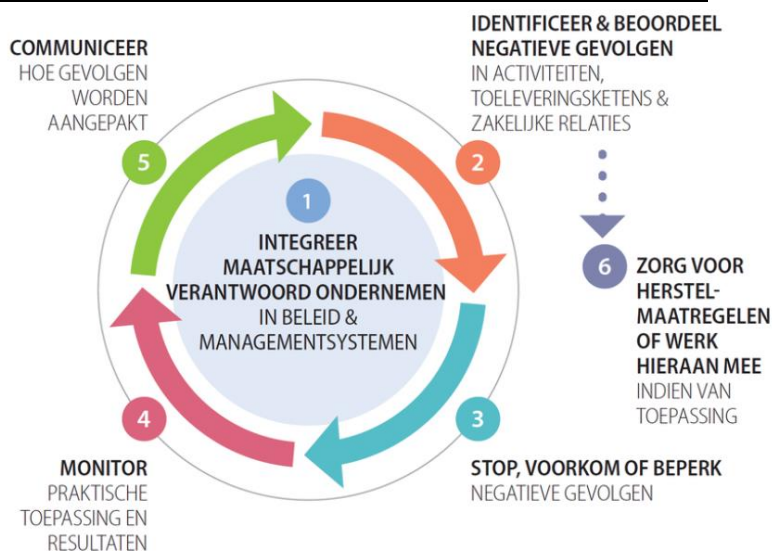 1
INTEGREER
MAATSCHAPPELIJK
VERANTWOORD ONDERNEMEN
IN BELEID &
MANAGEMENTSYSTEMEN
IDENTIFICEER & BEOORDEEL
NEGATIEVE GEVOLGEN
IN ACTIVITEITEN,
TOELEVERINGSKETENS &
ZAKELIJKE RELATIES
2
3
STOP, VOORKOM OF BEPERK
NEGATIEVE GEVOLGEN
4
MONITOR
PRAKTISCHE
TOEPASSING EN
RESULTATEN
COMMUNICEER
HOE GEVOLGEN
WORDEN
AANGEPAKT
5
6
ZORG VOOR
HERSTEL-
MAATREGELEN
OF WERK
HIERAAN MEE
INDIEN VAN
TOEPASSING